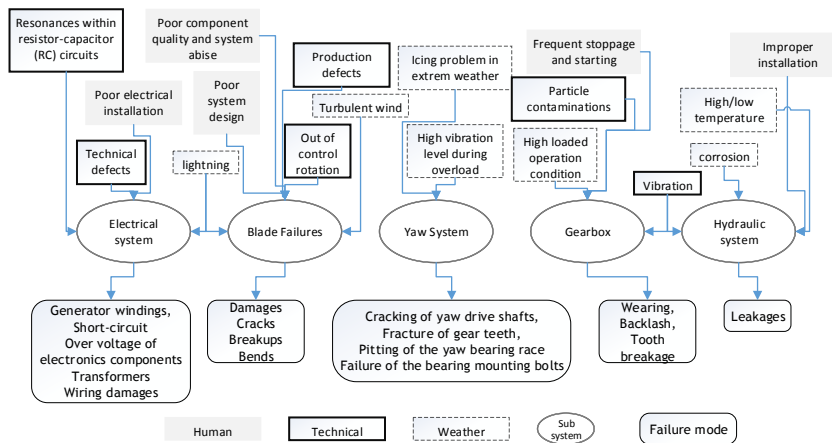 Resonances within
resistor-capacitor
(RC) circuits
Poor component
quality and system
abise
Production
defects
Icing problem in
extrem weather
Frequent stoppage
and starting
Improper
installation
Poor electrical
installation
Poor
system
design
Turbulent wind
Particle
contaminations
High/low
temperature
Technical
defects
lightning
Out of
control
rotation
High vibration
level during
overload
High loaded
operation
condition
corrosion
Vibration
Electrical
system
Blade Failures
Yaw System
Gearbox
Hydraulic
system
Generator windings,
Short-circuit
Over voltage of
electronics components
Transformers
Wiring damages
Damages
Cracks
Breakups
Bends
Cracking of yaw drive shafts,
Fracture of gear teeth,
Pitting of the yaw bearing race
Failure of the bearing mounting bolts
Wearing,
Backlash,
Tooth
breakage
Leakages
Human
Technical
Weather
Sub
system
Failure mode